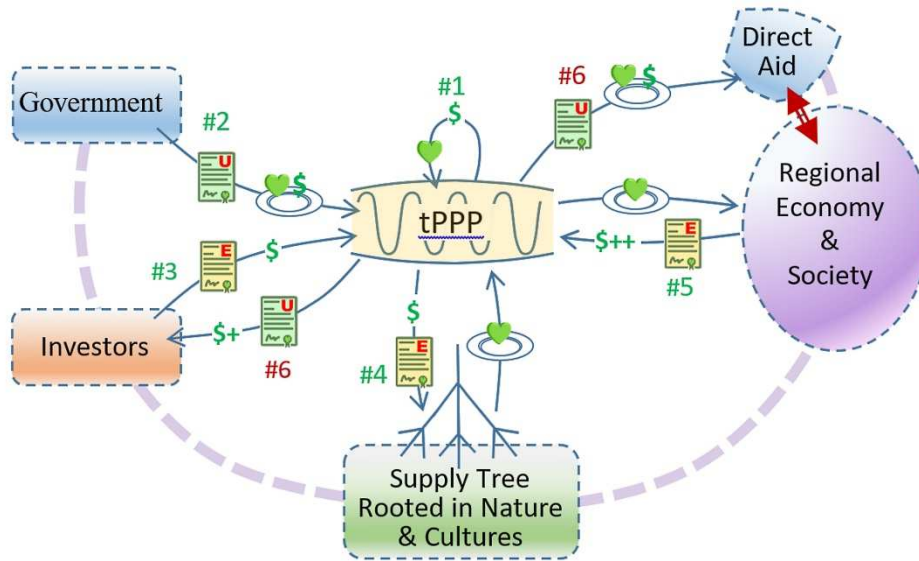 Direct
Aid
Government
#1
#6
$
$
#2
U
U
$
tPPP
Regional
Economy
&
Society
E
$
#3
$++
E
#5
Investors
$+
U
#6
$
E
#4
Supply Tree
Rooted in Nature
& Cultures